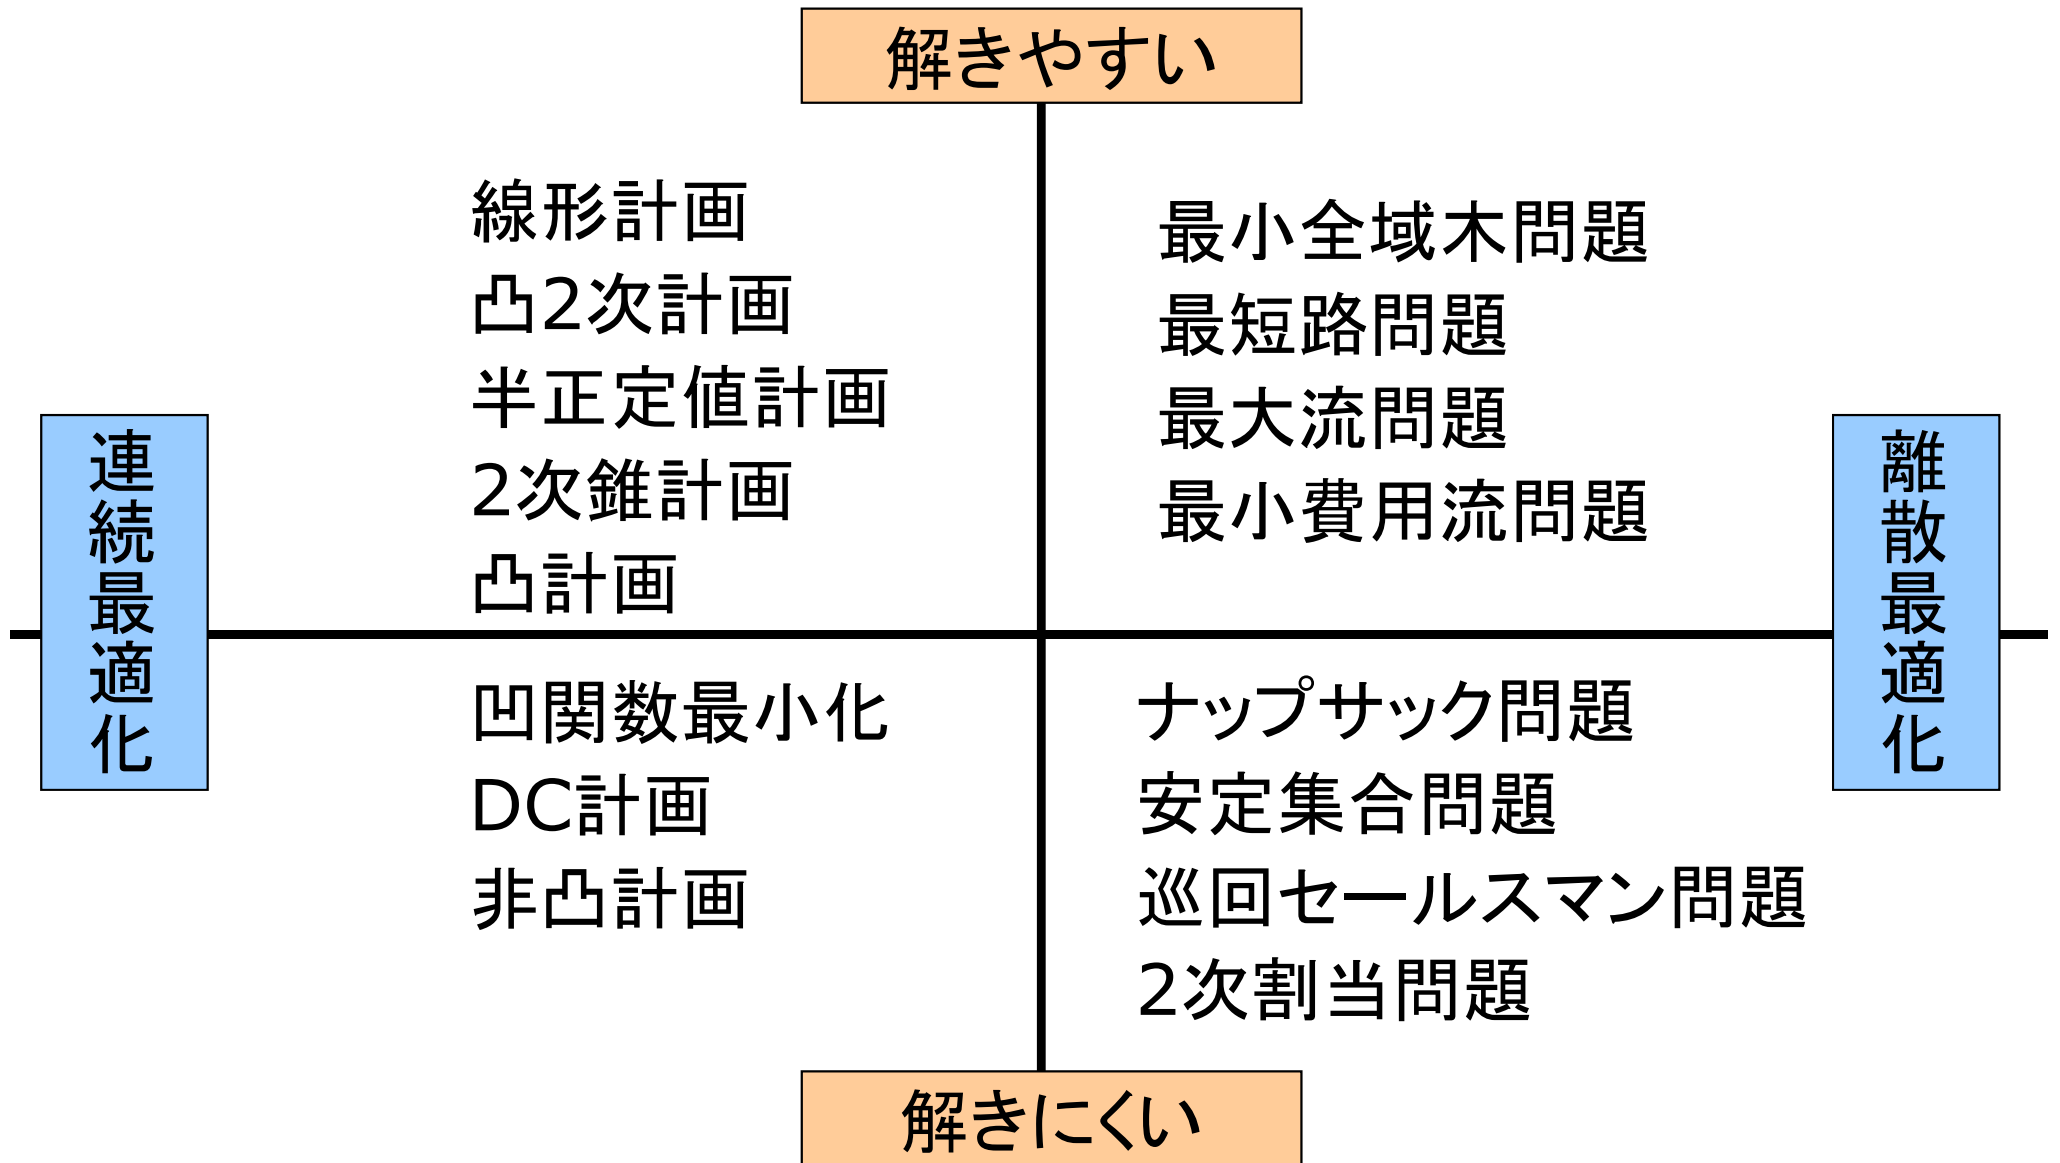 解きやすい
線形計画
凸2次計画
半正定値計画
2次錐計画
凸計画
最小全域木問題
最短路問題
最大流問題
最小費用流問題
連続最適化
離散最適化
凹関数最小化
DC計画
非凸計画
ナップサック問題
安定集合問題
巡回セールスマン問題
2次割当問題
解きにくい